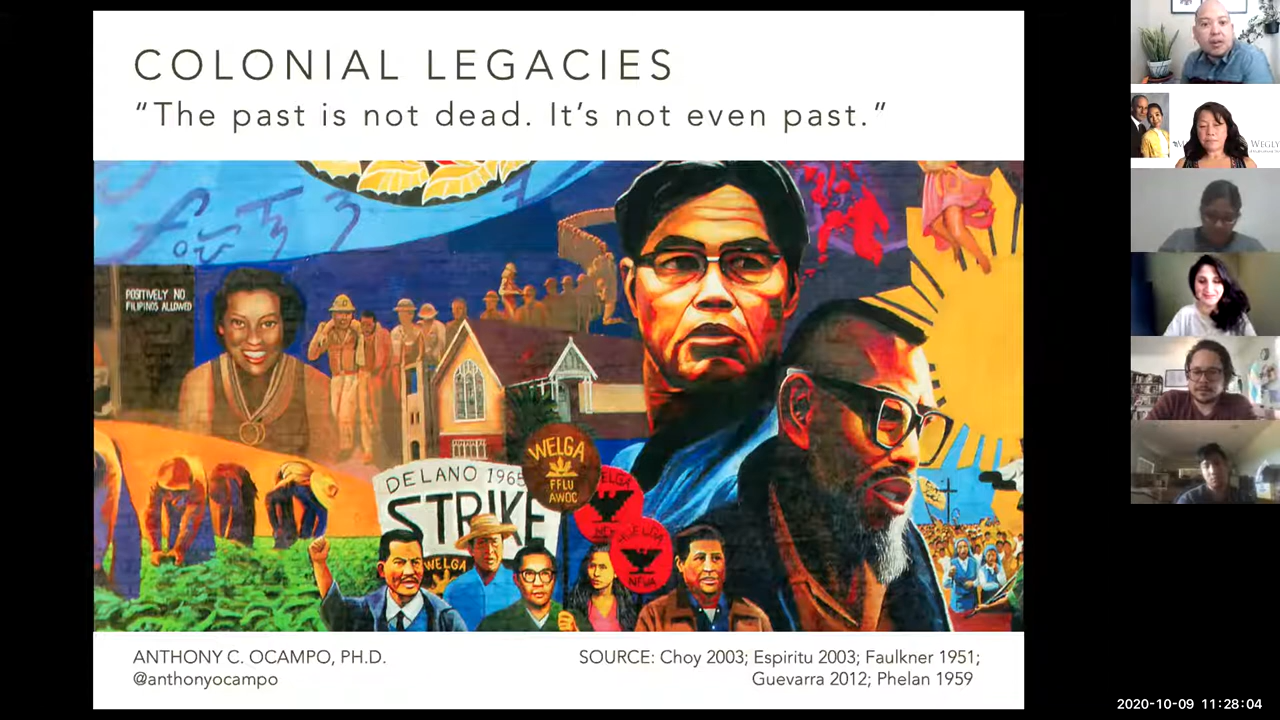 COLONIAL LEGACIES
“The past is not dead. It’s not even past.”
POSITIVELY NO
FILIPINOS ALLOWED
DELANO 1965
STRIKE
WELGA
FFLU
AWOC
WELGA
NFWA
WELGA
ANTHONY C. OCAMPO, PH.D.
@anthonyocampo
SOURCE: Choy 2003; Espiritu 2003; Faulkner 1951;
Guevarra 2012; Phelan 1959
2020-10-09 11:28:04